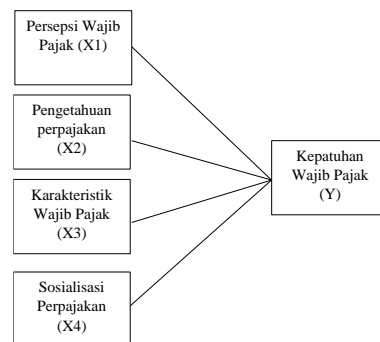 Persepsi Wajib
Pajak (X1)
Pengetahuan
perpajakan
(X2)
Karakteristik
Wajib Pajak
(X3)
Sosialisasi
Perpajakan
(X4)
Kepatuhan
Wajib Pajak
(Y)